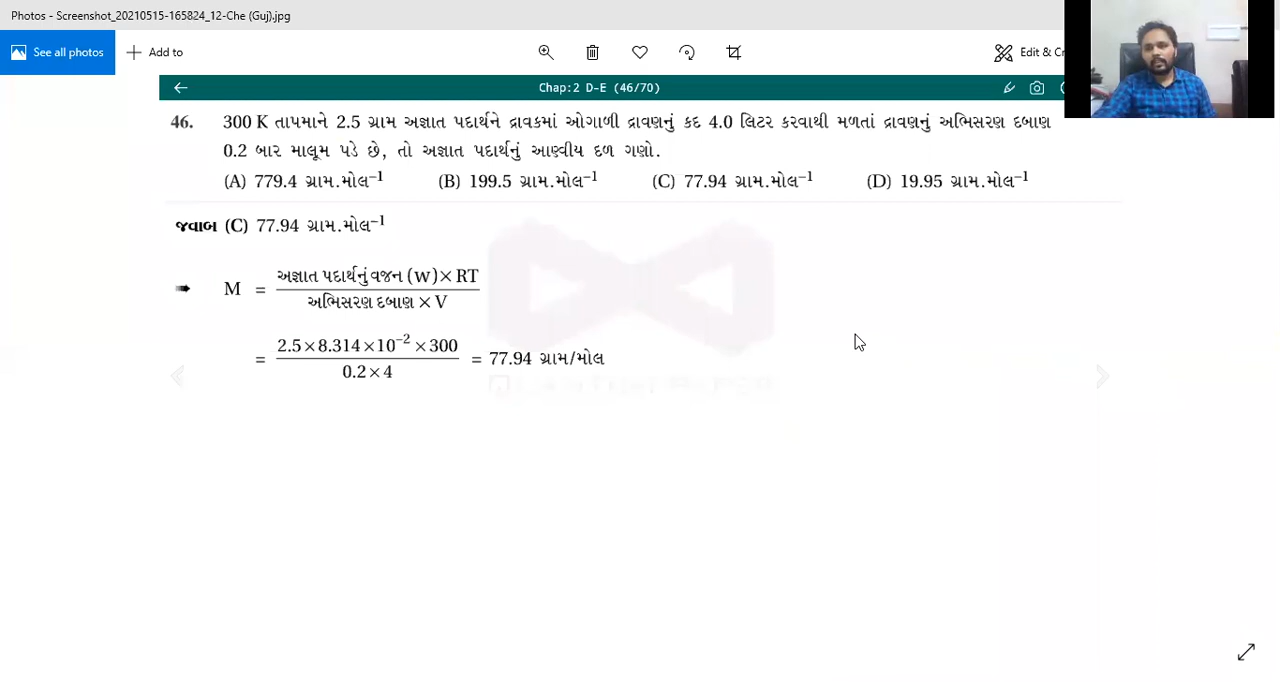 Photos - Screenshot_20210515-165824_12-Che (Guj).jpg
See all photos
Add to
Edit & Cr
Chap:2 D-E (46/70)
46. 300 K તાપમાને 2.5 ગ્રામ અજ્ઞાત પદાર્થને દ્રાવકમાં ઓગાળી દ્રાવણનું કદ 4.0 લિટર કરવાથી મળતાં દ્રાવણનું અભિસરણ દબાણ
0.2 બાર માલૂમ પડે છે, તો અજ્ઞાત પદાર્થનું આણ્વીય દળ ગણો.
(A) 779.4 ગ્રામ.મોલ⁻¹ (B) 199.5 ગ્રામ.મોલ⁻¹ (C) 77.94 ગ્રામ.મોલ⁻¹ (D) 19.95 ગ્રામ.મોલ⁻¹
જવાબ (C) 77.94 ગ્રામ.મોલ⁻¹
અજ્ઞાત પદાર્થનું વજન (w)× RT
M =
અભિસરણ દબાણ × V
2.5×8.314×10⁻² ×300
= = 77.94 ગ્રામ/મોલ
0.2×4